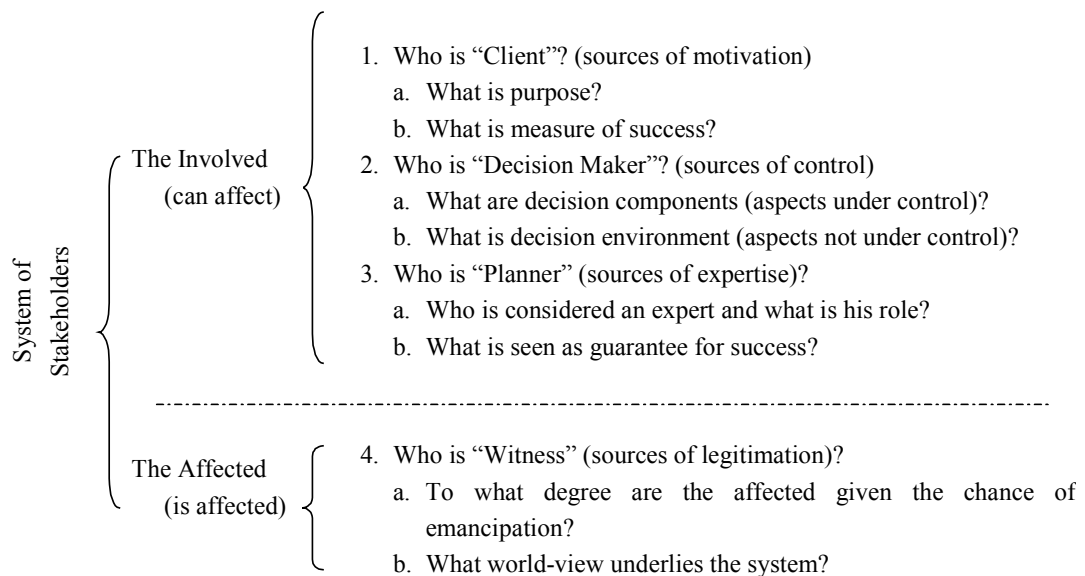 System of
Stakeholders
The Involved
(can affect)
1. Who is “Client”? (sources of motivation)
a. What is purpose?
b. What is measure of success?
2. Who is “Decision Maker”? (sources of control)
a. What are decision components (aspects under control)?
b. What is decision environment (aspects not under control)?
3. Who is “Planner” (sources of expertise)?
a. Who is considered an expert and what is his role?
b. What is seen as guarantee for success?
The Affected
(is affected)
4. Who is “Witness” (sources of legitimation)?
a. To what degree are the affected given the chance of
emancipation?
b. What world-view underlies the system?